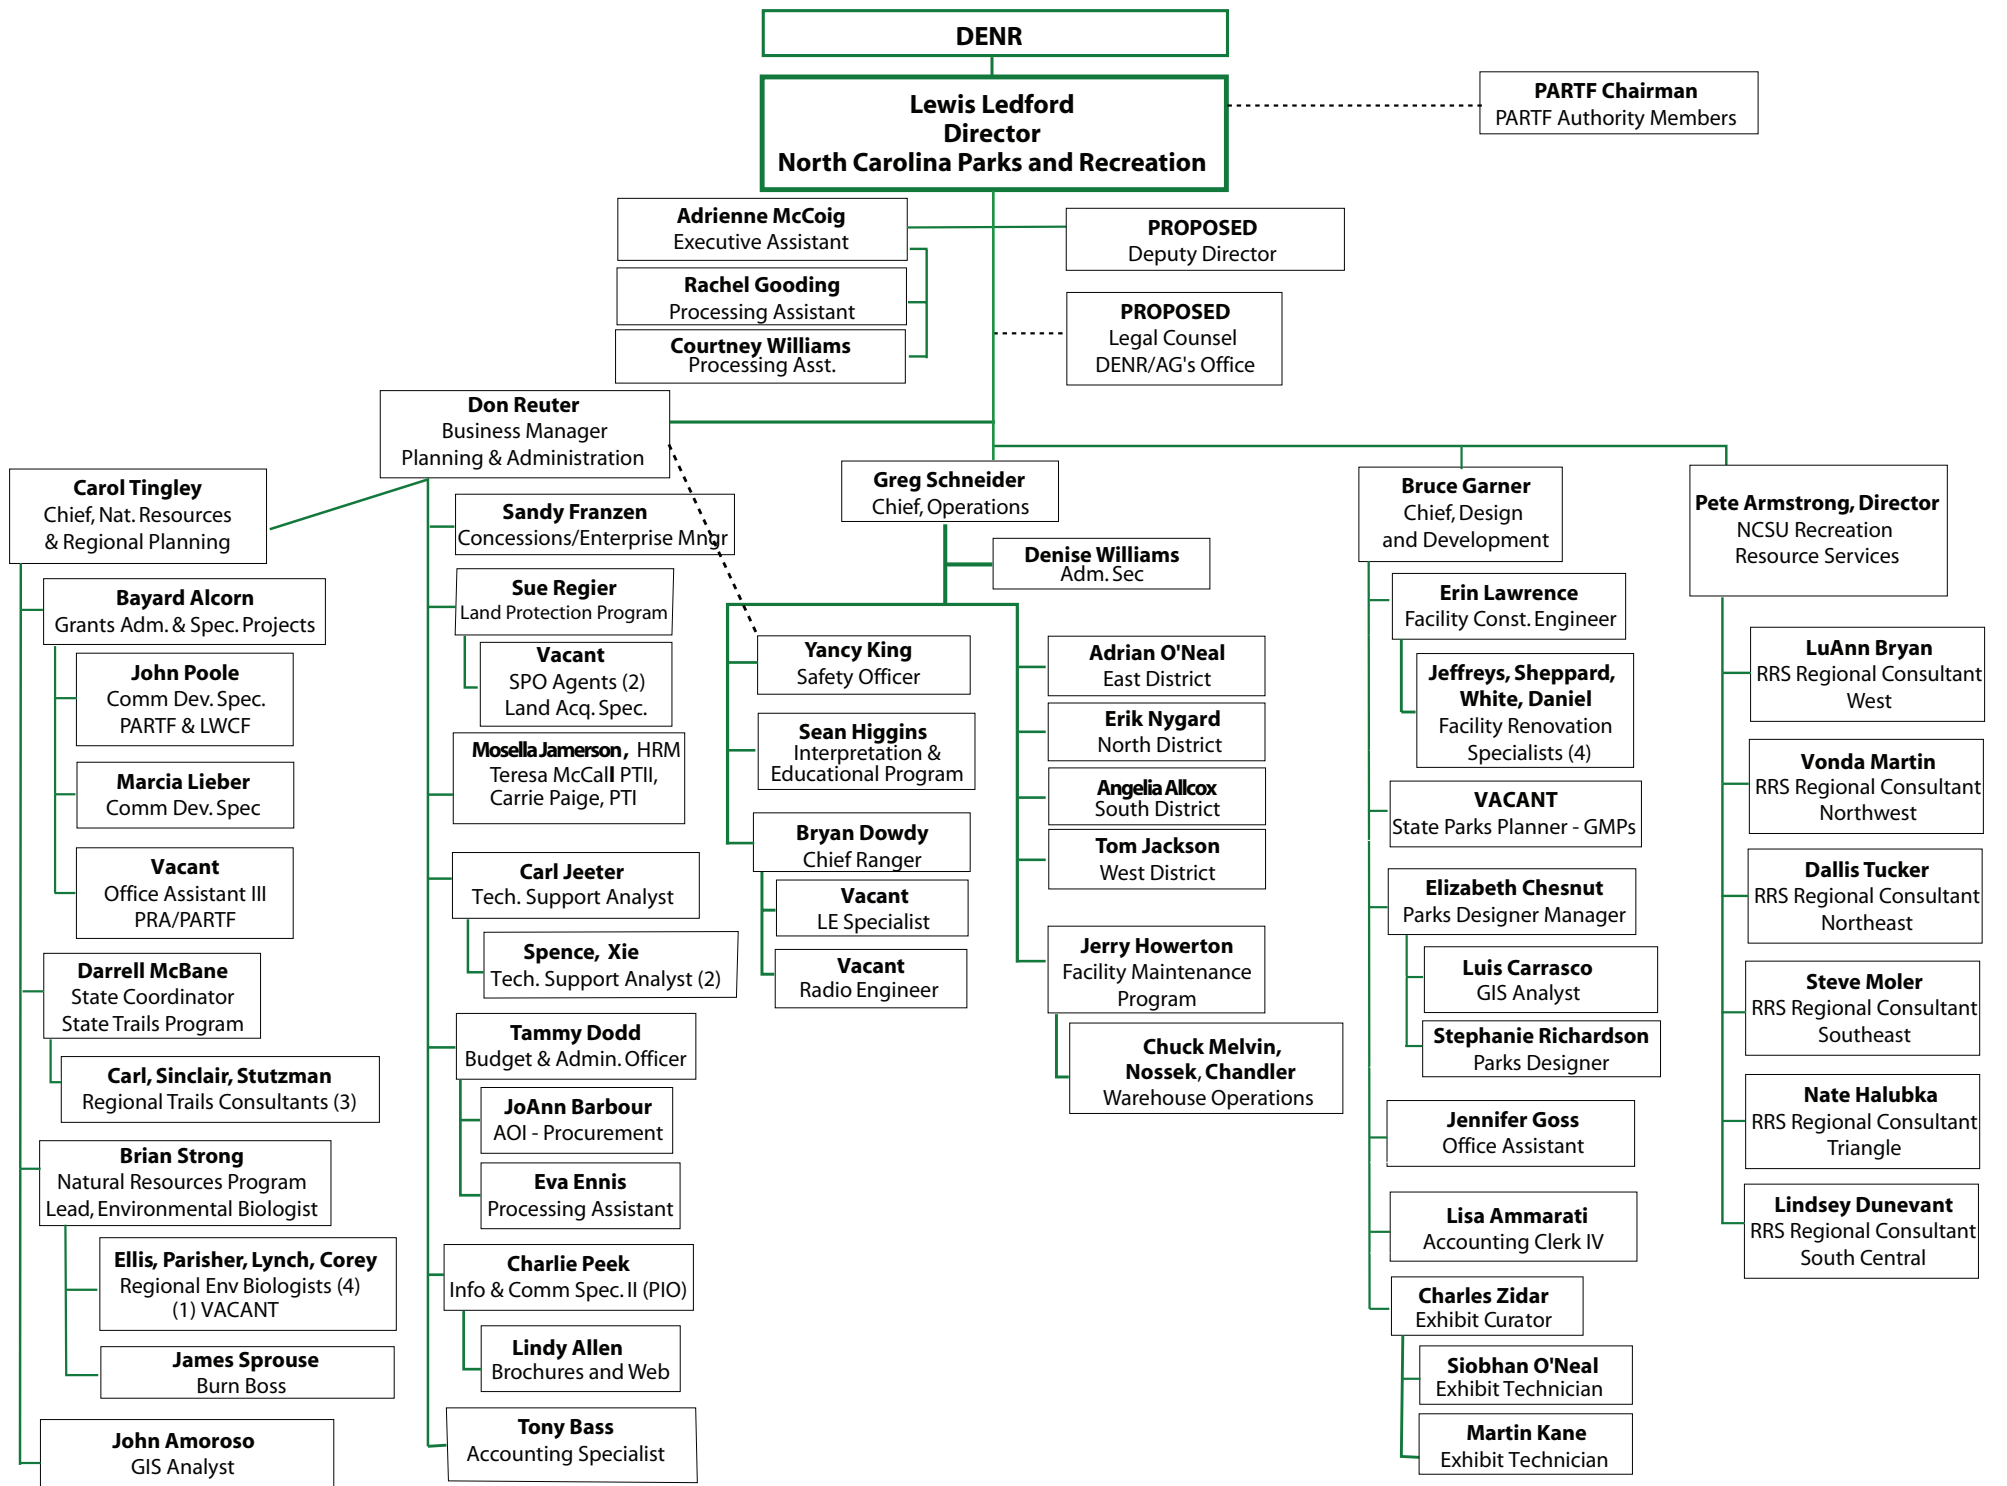 DENR
Lewis Ledford
Director
North Carolina Parks and Recreation
PARTF Chairman
PARTF Authority Members
Adrienne McCoig
Executive Assistant
PROPOSED
Deputy Director
Rachel Gooding
Processing Assistant
PROPOSED
Legal Counsel
DENR/AG's Office
Courtney Williams
Processing Asst.
Don Reuter
Business Manager
Planning & Administration
Carol Tingley
Chief, Nat. Resources
& Regional Planning
Bayard Alcorn
Grants Adm. & Spec. Projects
John Poole
Comm Dev. Spec.
PARTF & LWCF
Marcia Lieber
Comm Dev. Spec
Vacant
Office Assistant III
PRA/PARTF
Darrell McBane
State Coordinator
State Trails Program
Carl, Sinclair, Stutzman
Regional Trails Consultants (3)
Brian Strong
Natural Resources Program
Lead, Environmental Biologist
Ellis, Parisher, Lynch, Corey
Regional Env Biologists (4)
(1) VACANT
James Sprouse
Burn Boss
John Amoroso
GIS Analyst
Sandy Franzen
Concessions/Enterprise Mngr
Sue Regier
Land Protection Program
Vacant
SPO Agents (2)
Land Acq. Spec.
Mosella Jamerson, HRM
Teresa McCall PTII,
Carrie Paige, PTI
Carl Jeeter
Tech. Support Analyst
Spence, Xie
Tech. Support Analyst (2)
Tammy Dodd
Budget & Admin. Officer
JoAnn Barbour
AOI - Procurement
Eva Ennis
Processing Assistant
Charlie Peek
Info & Comm Spec. II (PIO)
Lindy Allen
Brochures and Web
Tony Bass
Accounting Specialist
Greg Schneider
Chief, Operations
Denise Williams
Adm. Sec
Yancy King
Safety Officer
Sean Higgins
Interpretation &
Educational Program
Bryan Dowdy
Chief Ranger
Vacant
LE Specialist
Vacant
Radio Engineer
Adrian O'Neal
East District
Erik Nygard
North District
Angelia Allcox
South District
Tom Jackson
West District
Jerry Howerton
Facility Maintenance
Program
Chuck Melvin,
Nossek, Chandler
Warehouse Operations
Bruce Garner
Chief, Design
and Development
Erin Lawrence
Facility Const. Engineer
Jeffreys, Sheppard,
White, Daniel
Facility Renovation
Specialists (4)
VACANT
State Parks Planner - GMPs
Elizabeth Chesnut
Parks Designer Manager
Luis Carrasco
GIS Analyst
Stephanie Richardson
Parks Designer
Jennifer Goss
Office Assistant
Lisa Ammarati
Accounting Clerk IV
Charles Zidar
Exhibit Curator
Siobhan O'Neal
Exhibit Technician
Martin Kane
Exhibit Technician
Pete Armstrong, Director
NCSU Recreation
Resource Services
LuAnn Bryan
RRS Regional Consultant
West
Vonda Martin
RRS Regional Consultant
Northwest
Dallis Tucker
RRS Regional Consultant
Northeast
Steve Moler
RRS Regional Consultant
Southeast
Nate Halubka
RRS Regional Consultant
Triangle
Lindsey Dunevant
RRS Regional Consultant
South Central